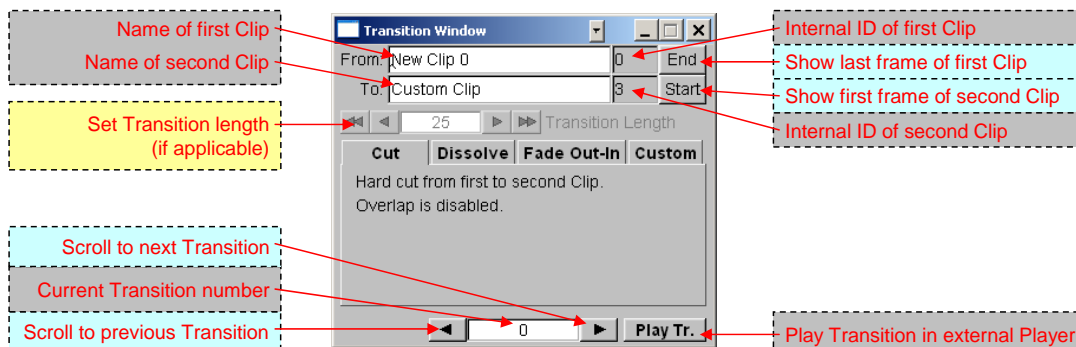 Name of first Clip
Name of second Clip
Set Transition length
(if applicable)
Scroll to next Transition
Current Transition number
Scroll to previous Transition
Transition Window
From: New Clip 0 0 End
To: Custom Clip 3 Start
25 Transition Length
Cut Dissolve Fade Out-In Custom
Hard cut from first to second Clip.
Overlap is disabled.
0 Play Tr.
Internal ID of first Clip
Show last frame of first Clip
Show first frame of second Clip
Internal ID of second Clip
Play Transition in external Player